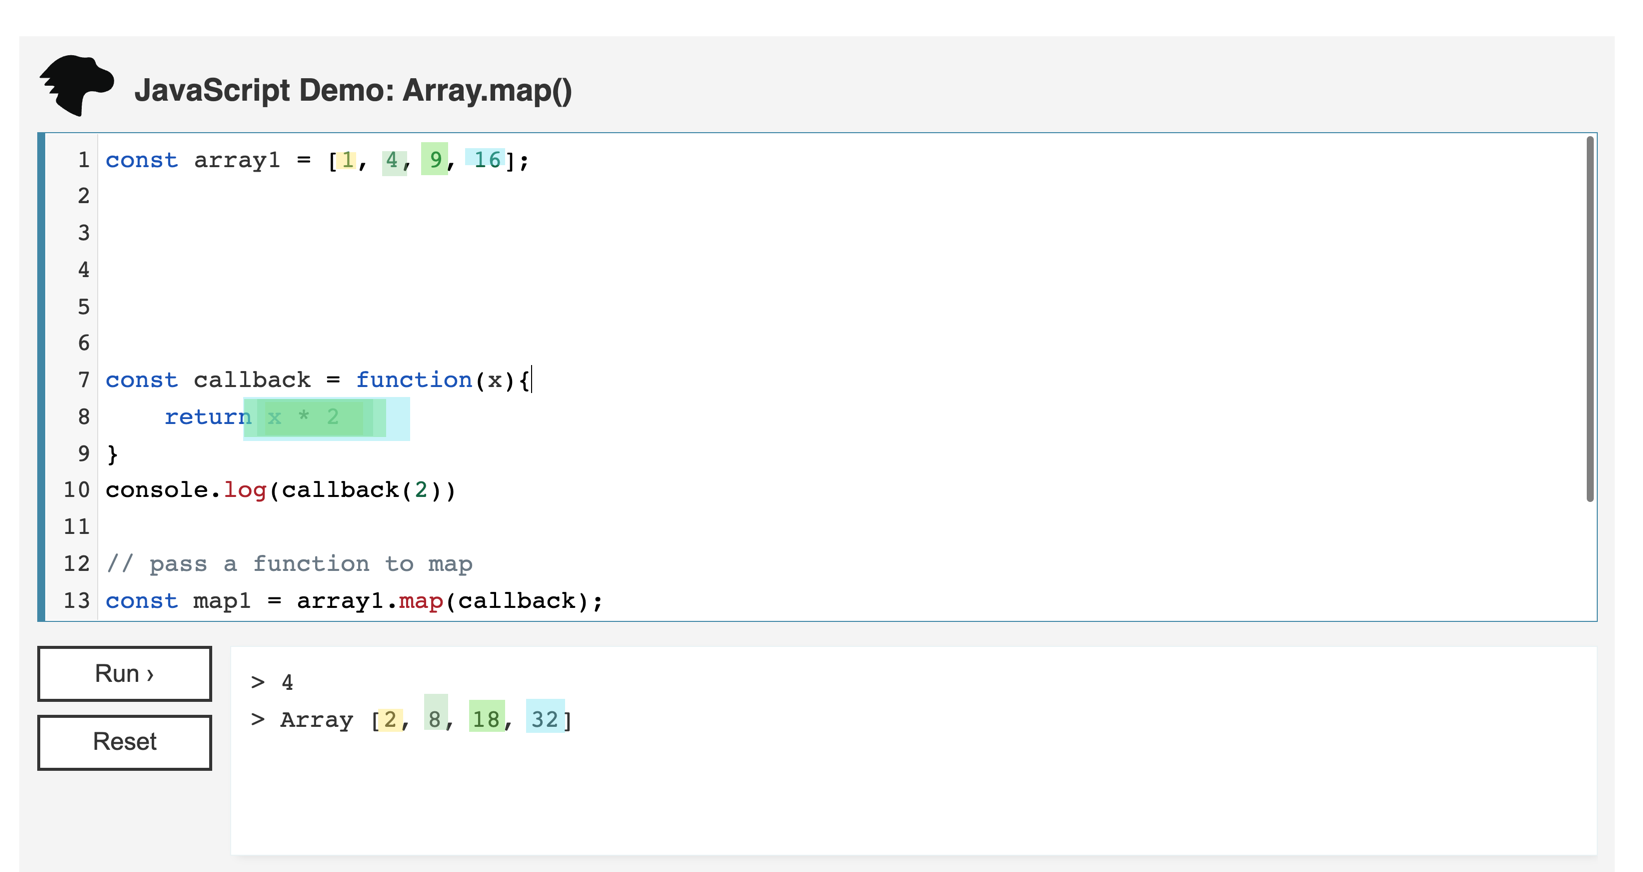 JavaScript Demo: Array.map()
1 const array1 = [1, 4, 9, 16];
2
3
4
5
6
7 const callback = function(x){
8     return x * 2
9 }
10 console.log(callback(2))
11
12 // pass a function to map
13 const map1 = array1.map(callback);
Run ›
> 4
> Array [2, 8, 18, 32]
Reset